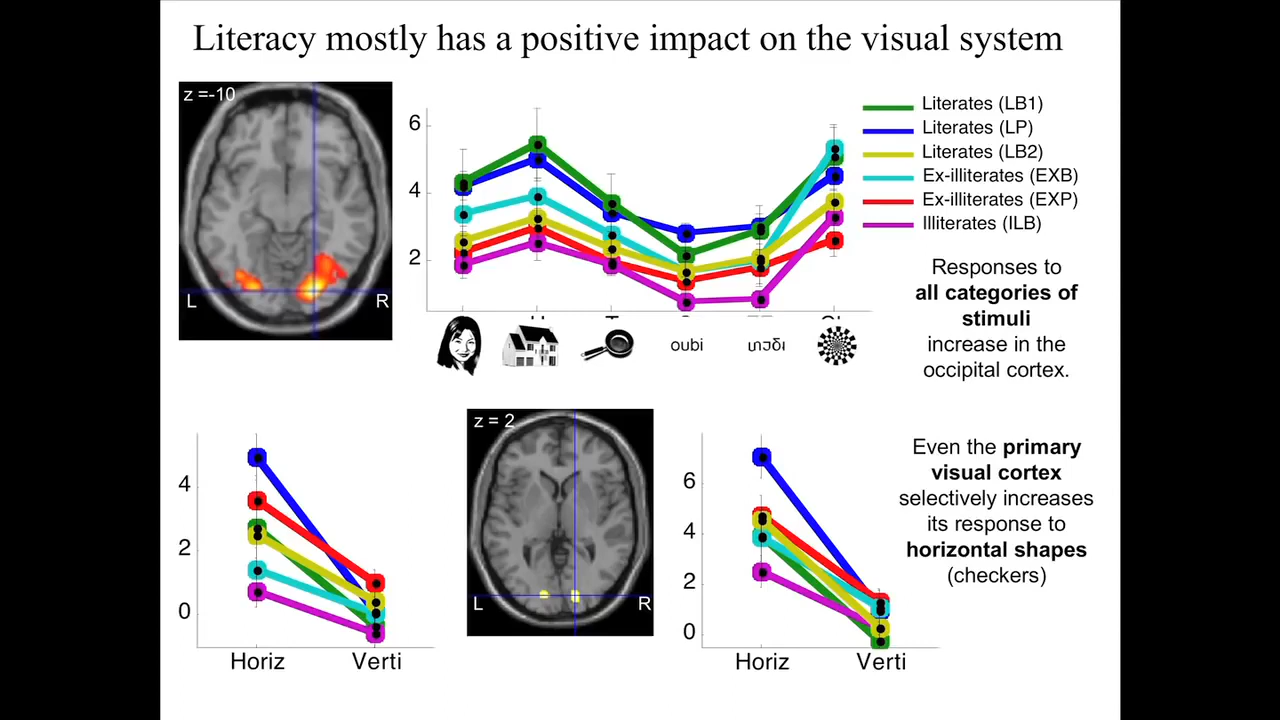 Literacy mostly has a positive impact on the visual system
z =-10
L
R
6
4
2
oubi
Literates (LB1)
Literates (LP)
Literates (LB2)
Ex-illiterates (EXB)
Ex-illiterates (EXP)
Illiterates (ILB)
Responses to
all categories of
stimuli
increase in the
occipital cortex.
4
2
0
Horiz
Verti
z = 2
L
R
6
4
2
0
Horiz
Verti
Even the primary
visual cortex
selectively increases
its response to
horizontal shapes
(checkers)